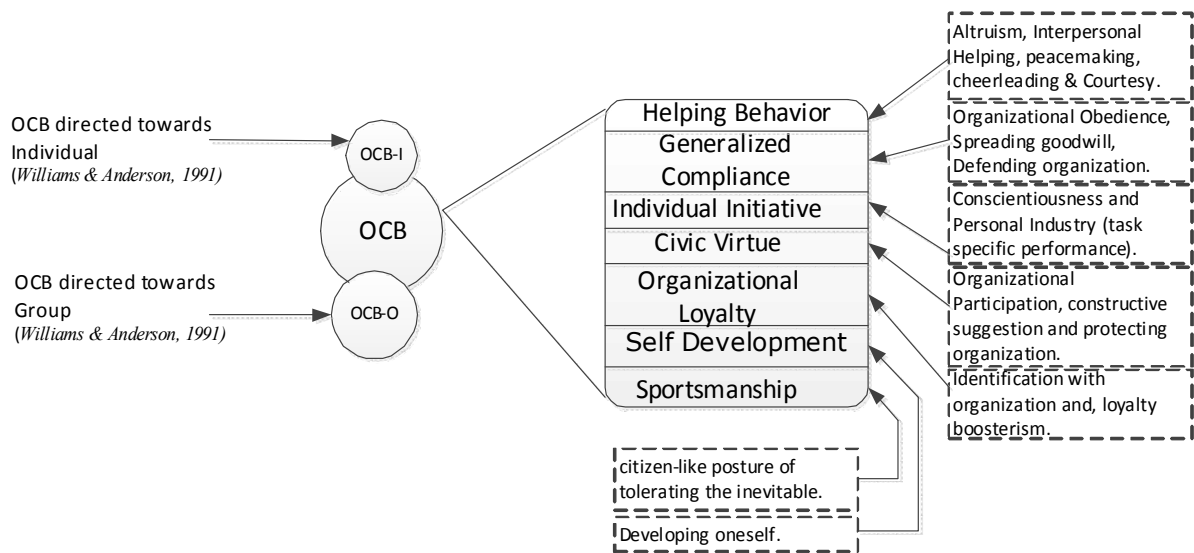 OCB directed towards
Individual
(Williams & Anderson, 1991)
OCB-I
OCB
OCB directed towards
Group
(Williams & Anderson, 1991)
OCB-O
Helping Behavior
Generalized
Compliance
Individual Initiative
Civic Virtue
Organizational
Loyalty
Self Development
Sportsmanship
Altruism, Interpersonal
Helping, peacemaking,
cheerleading & Courtesy.
Organizational Obedience,
Spreading goodwill,
Defending organization.
Conscientiousness and
Personal Industry (task
specific performance).
Organizational
Participation, constructive
suggestion and protecting
organization.
Identification with
organization and, loyalty
boosterism.
citizen-like posture of
tolerating the inevitable.
Developing oneself.